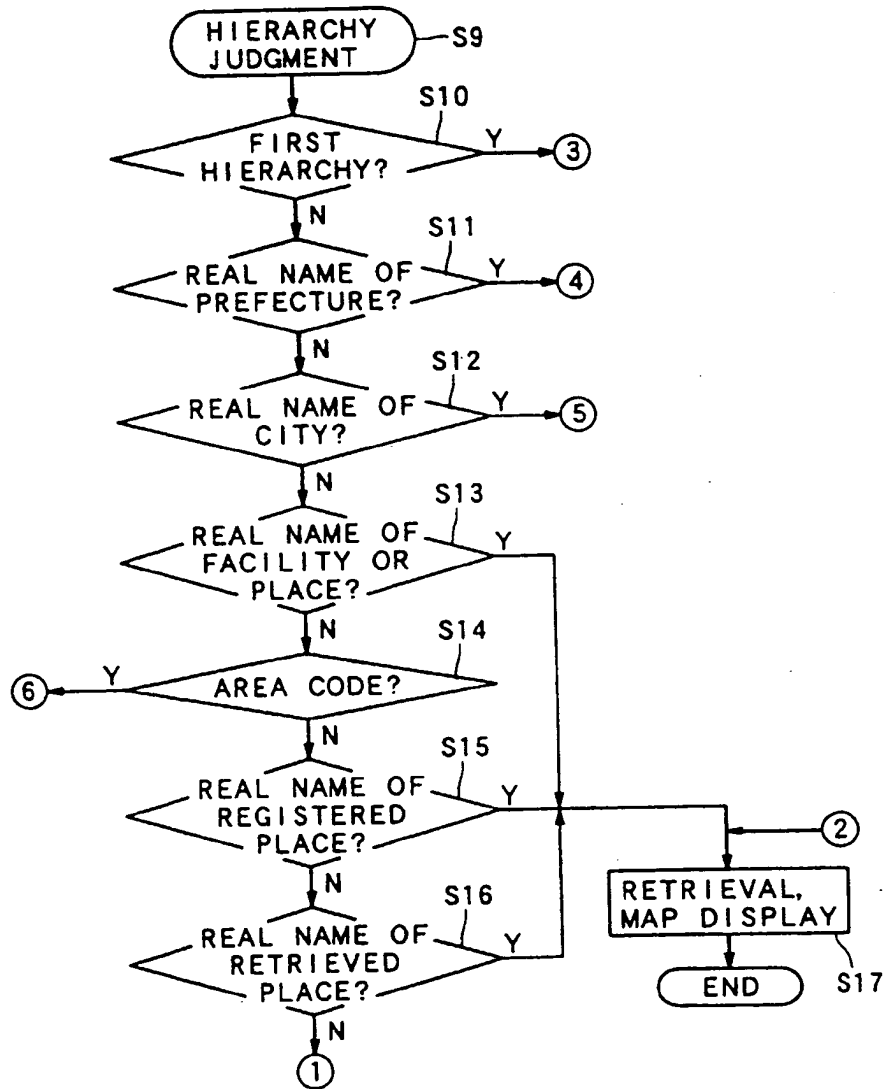 HIERARCHY
JUDGMENT
S9
S10
FIRST
HIERARCHY?
Y
③
N
S11
REAL NAME OF
PREFECTURE?
Y
④
N
S12
REAL NAME OF
CITY?
Y
⑤
N
S13
REAL NAME OF
FACILITY OR
PLACE?
Y
N
S14
⑥
Y
AREA CODE?
N
S15
REAL NAME OF
REGISTERED
PLACE?
Y
②
N
S16
REAL NAME OF
RETRIEVED
PLACE?
Y
RETRIEVAL,
MAP DISPLAY
S17
END
N
①